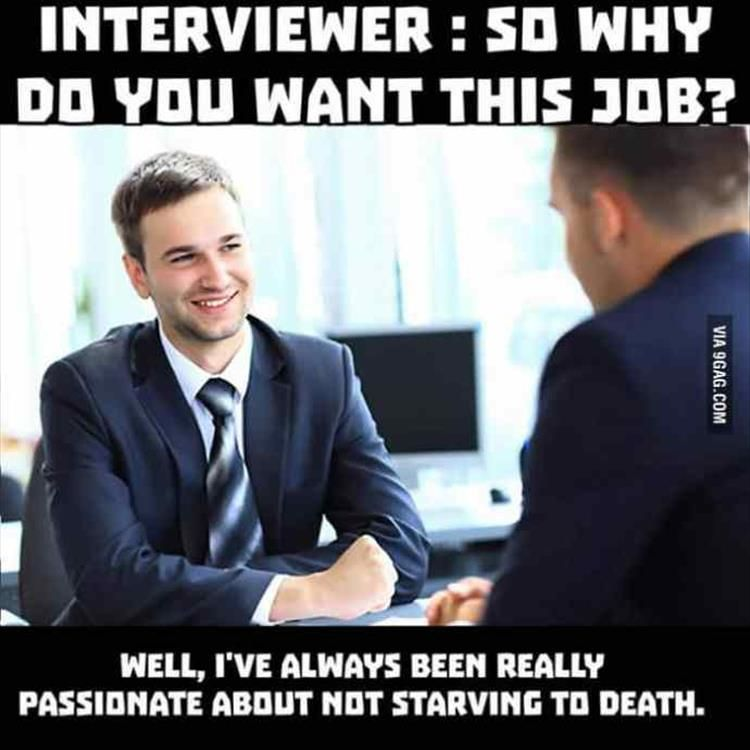 INTERVIEWER : SO WHY
DO YOU WANT THIS JOB?
VIA 9GAG.COM
WELL, I'VE ALWAYS BEEN REALLY
PASSIONATE ABOUT NOT STARVING TO DEATH.